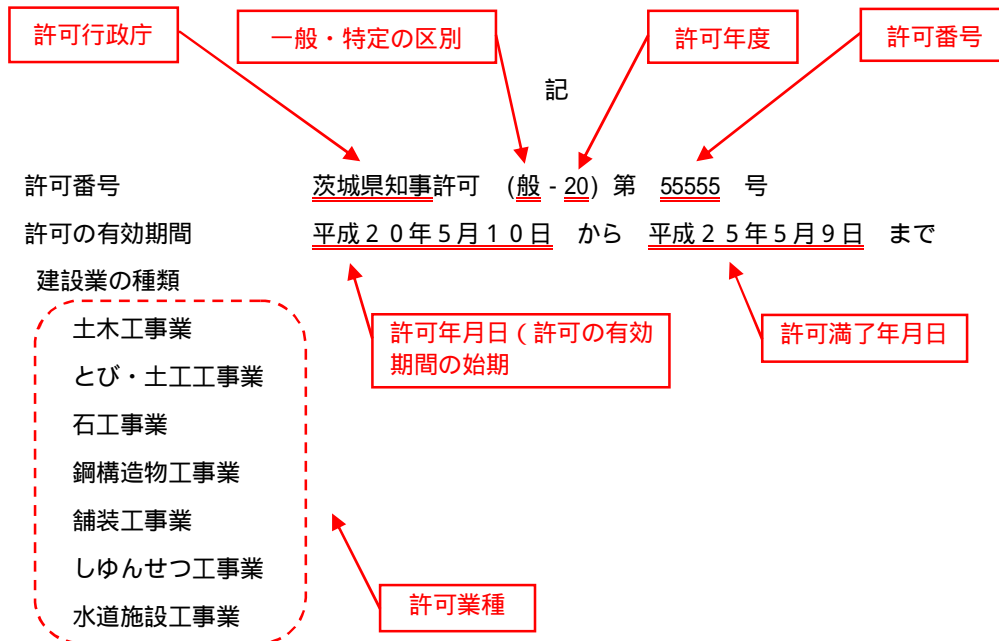 許可行政庁
一般・特定の区別
許可年度
許可番号
記
許可番号 茨城県知事許可 (般 - 20) 第 55555 号
許可の有効期間 平成20年5月10日 から 平成25年5月9日 まで
建設業の種類
土木工事業
とび・土工工事業
石工事業
鋼構造物工事業
舗装工事業
しゆんせつ工事業
水道施設工事業
許可年月日(許可の有効
期間の始期
許可満了年月日
許可業種